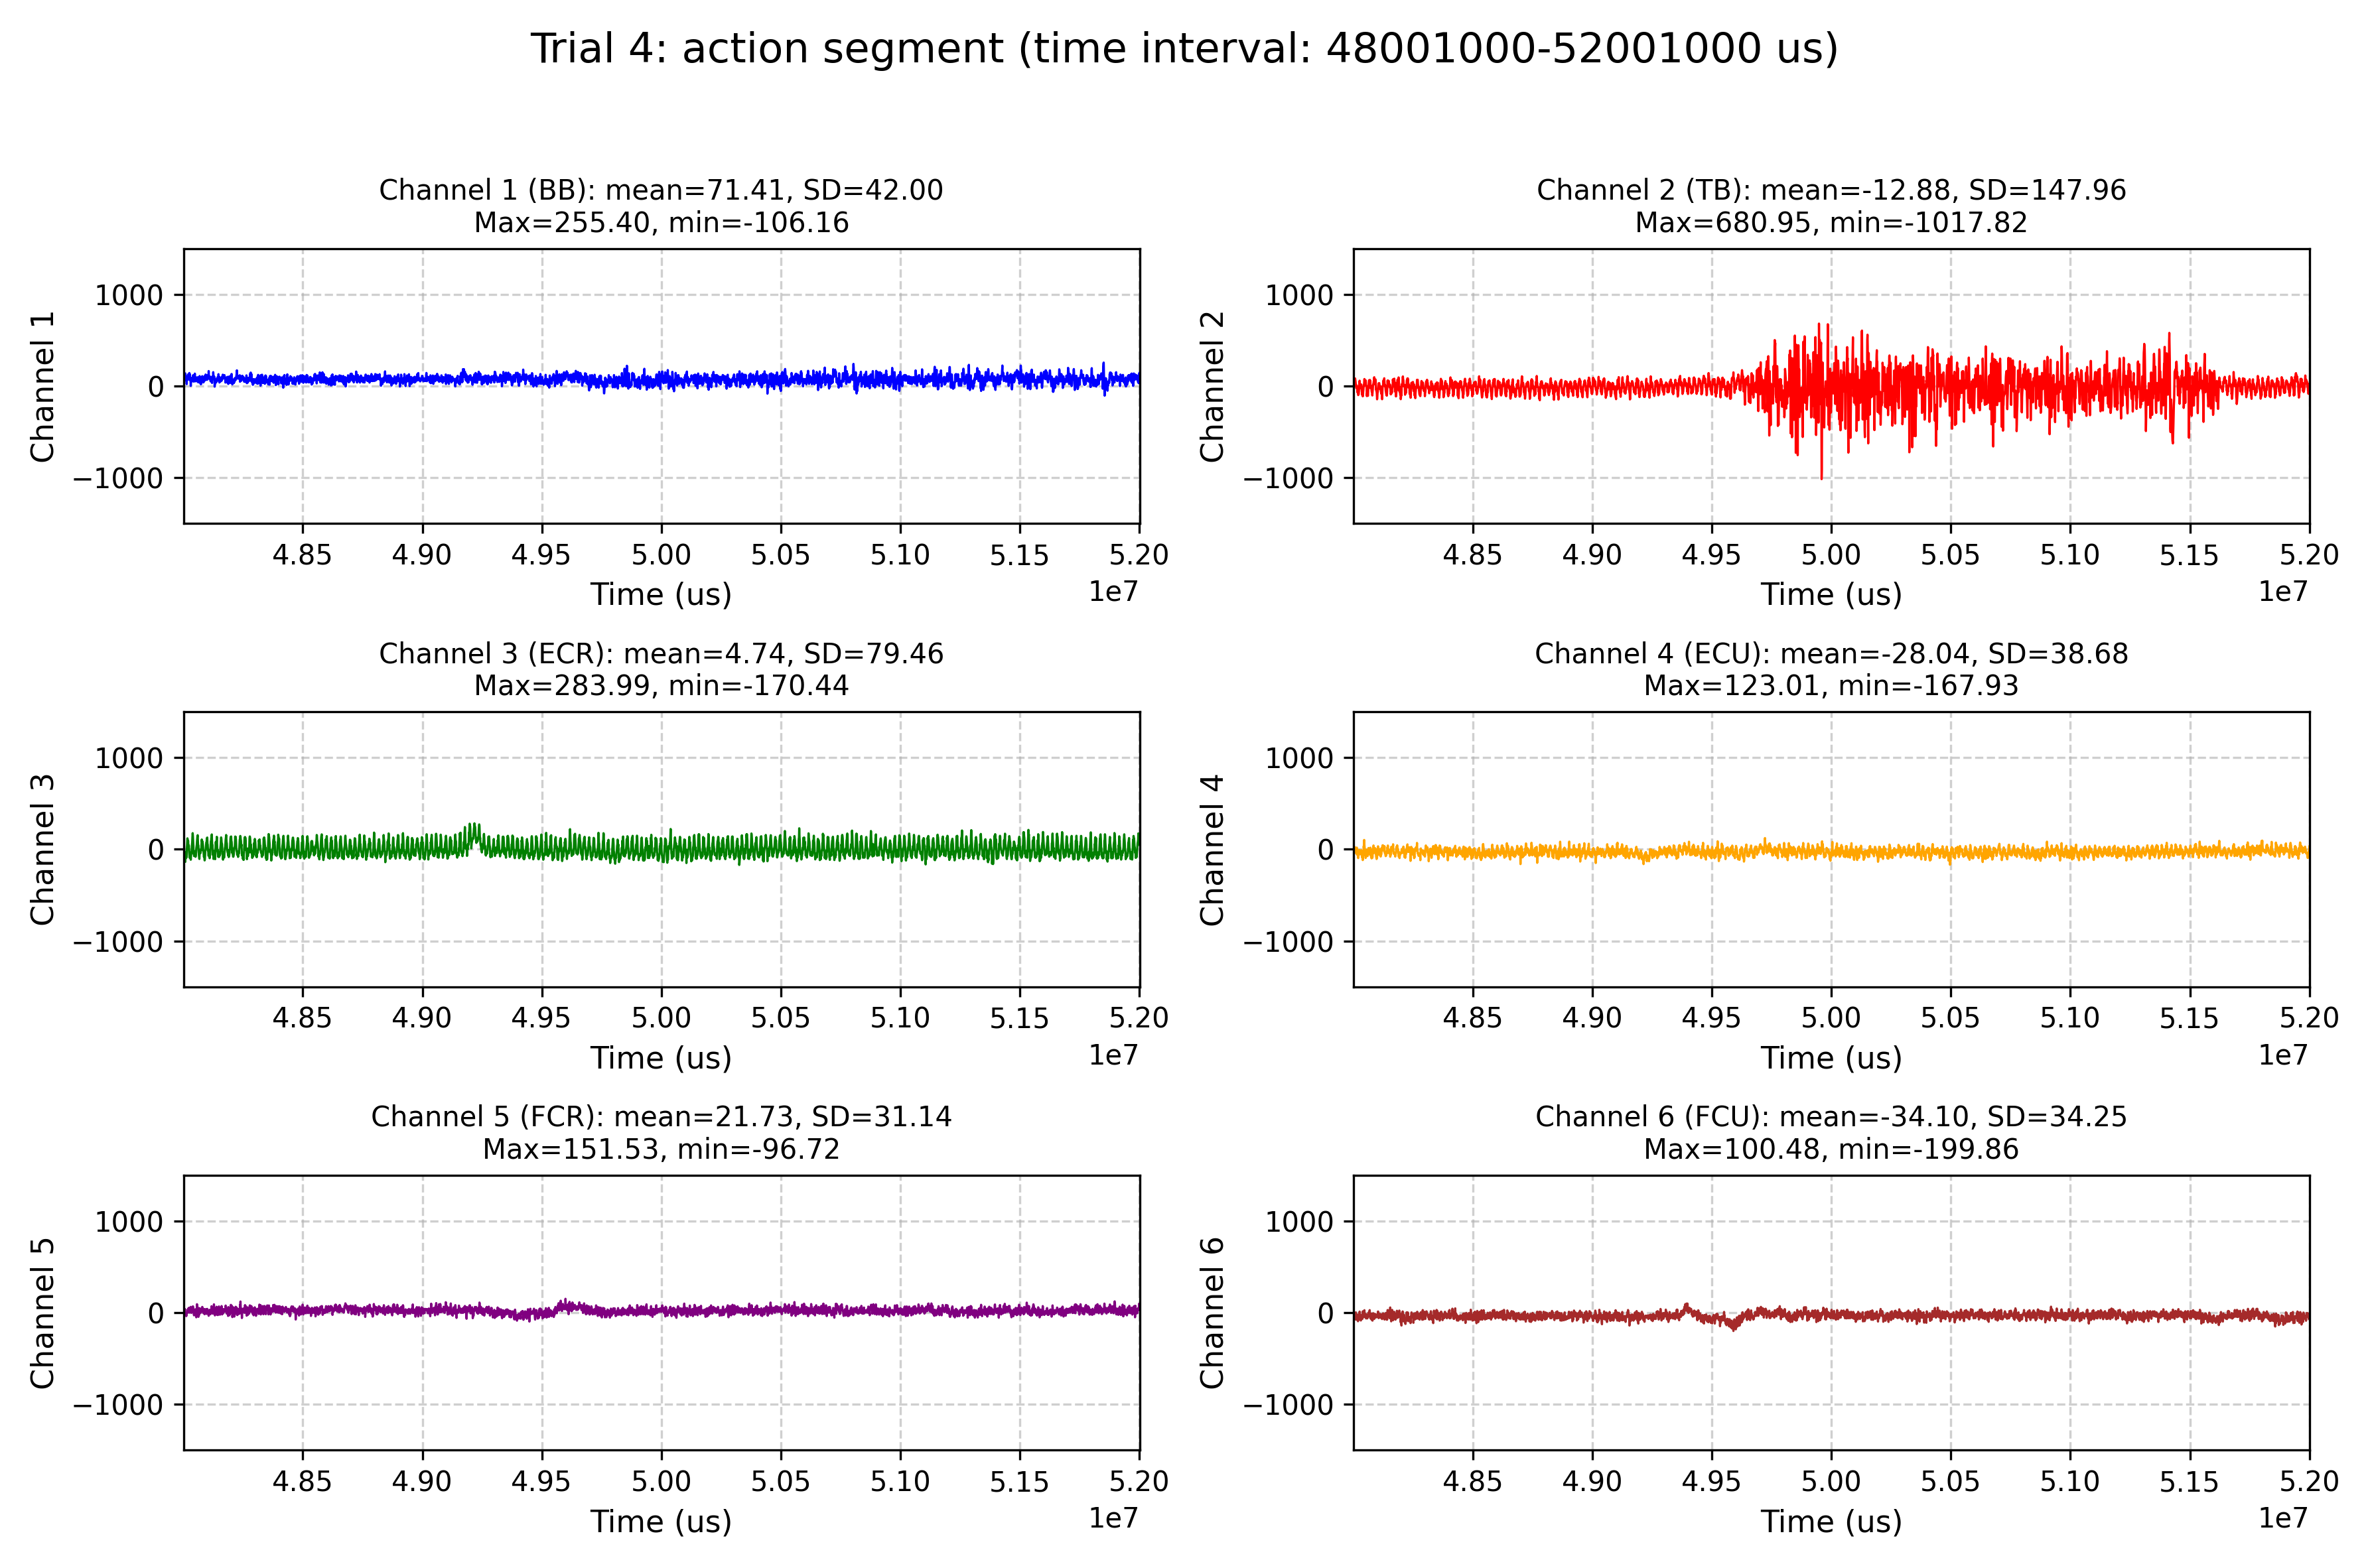 Trial 4: action segment (time interval: 48001000-52001000 us)
Channel 1 (BB): mean=71.41, SD=42.00
Max=255.40, min=-106.16
Channel 1
1000
0
−1000
4.85 4.90 4.95 5.00 5.05 5.10 5.15 5.20
Time (us)
1e7
Channel 2 (TB): mean=-12.88, SD=147.96
Max=680.95, min=-1017.82
Channel 2
1000
0
−1000
4.85 4.90 4.95 5.00 5.05 5.10 5.15 5.20
Time (us)
1e7
Channel 3 (ECR): mean=4.74, SD=79.46
Max=283.99, min=-170.44
Channel 3
1000
0
−1000
4.85 4.90 4.95 5.00 5.05 5.10 5.15 5.20
Time (us)
1e7
Channel 4 (ECU): mean=-28.04, SD=38.68
Max=123.01, min=-167.93
Channel 4
1000
0
−1000
4.85 4.90 4.95 5.00 5.05 5.10 5.15 5.20
Time (us)
1e7
Channel 5 (FCR): mean=21.73, SD=31.14
Max=151.53, min=-96.72
Channel 5
1000
0
−1000
4.85 4.90 4.95 5.00 5.05 5.10 5.15 5.20
Time (us)
1e7
Channel 6 (FCU): mean=-34.10, SD=34.25
Max=100.48, min=-199.86
Channel 6
1000
0
−1000
4.85 4.90 4.95 5.00 5.05 5.10 5.15 5.20
Time (us)
1e7